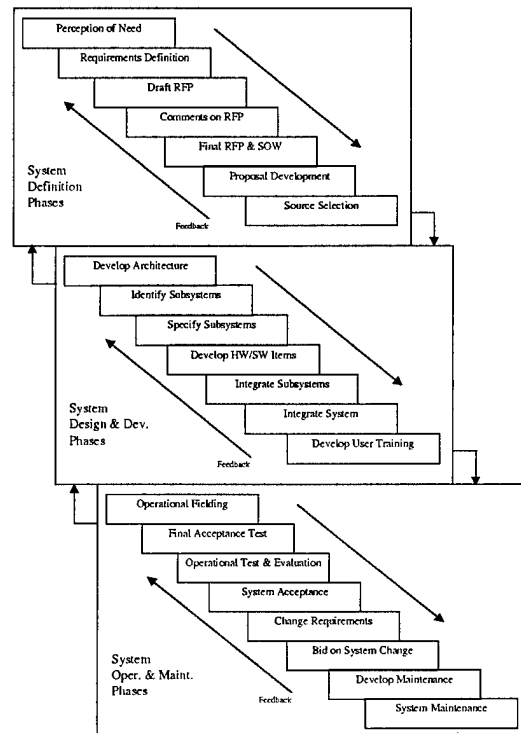 Perception of Need
Requirements Definition
Draft RFP
Comments on RFP
Final RFP & SOW
Proposal Development
Source Selection
System
Definition
Phases
Feedback
Develop Architecture
Identify Subsystems
Specify Subsystems
Develop HW/SW Items
Integrate Subsystems
Integrate System
Develop User Training
System
Design & Dev.
Phases
Feedback
Operational Fielding
Final Acceptance Test
Operational Test & Evaluation
System Acceptance
Change Requirements
Bid on System Change
Develop Maintenance
System Maintenance
System
Oper. & Maint.
Phases
Feedback